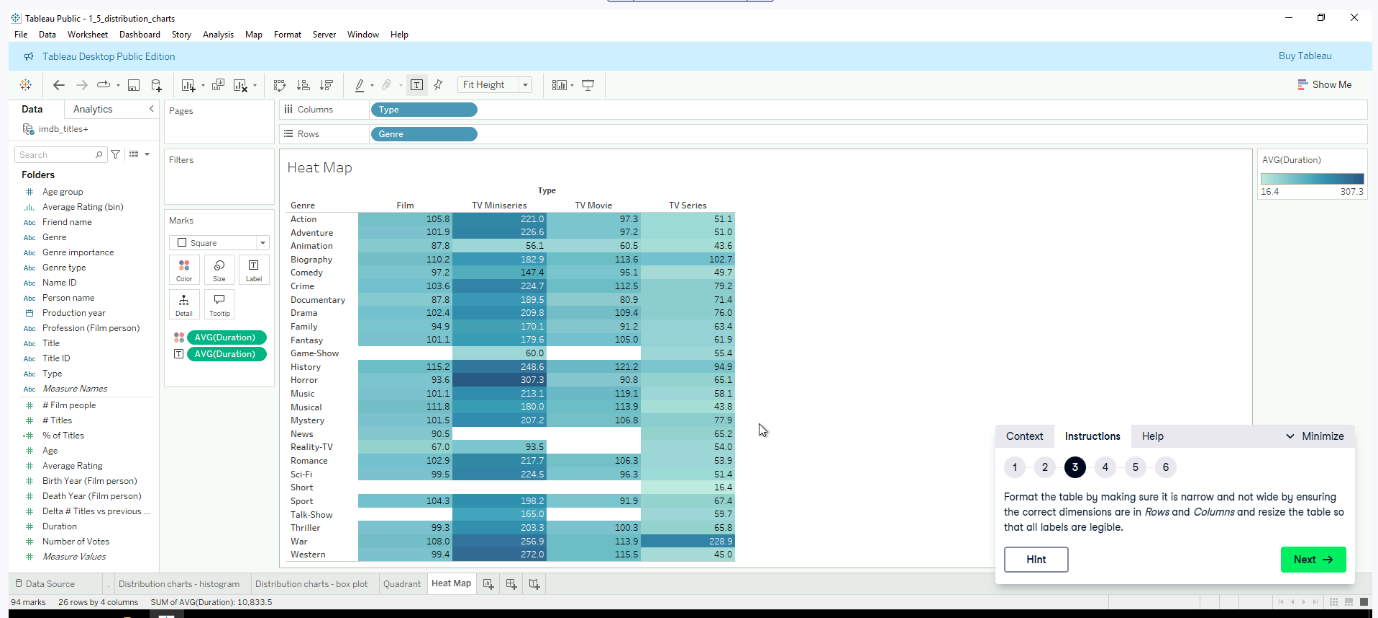 Tableau Public - 1_5_distribution_charts
File Data Worksheet Dashboard Story Analysis Map Format Server Window Help
Tableau Desktop Public Edition Buy Tableau
Fit Height Show Me
Data Analytics Pages Columns Type
imdb_titles+ Rows Genre
Search Filters Heat Map AVG(Duration)
16.4 307.3
Folders
# Age group
Average Rating (bin)
Abc Friend name
Abc Genre
Abc Genre importance
Abc Genre type
Abc Name ID
Abc Person name
Production year
Abc Profession (Film person)
Abc Title
Abc Title ID
Abc Type
Abc Measure Names
# # Film people
# # Titles
# % of Titles
# Age
# Average Rating
# Birth Year (Film person)
# Death Year (Film person)
# Delta # Titles vs previous ...
# Duration
# Number of Votes
# Measure Values
Marks
Square
Color Size T Label
Detail Tooltip
AVG(Duration)
T AVG(Duration)
Type
Genre Film TV Miniseries TV Movie TV Series
Action 105.8 221.0 97.3 51.1
Adventure 101.9 226.6 97.2 51.0
Animation 87.8 56.1 60.5 43.6
Biography 110.2 182.9 113.6 102.7
Comedy 97.2 147.4 95.1 49.7
Crime 103.6 224.7 112.5 79.2
Documentary 87.8 189.5 80.9 71.4
Drama 102.4 209.8 109.4 76.0
Family 94.9 170.1 91.2 63.4
Fantasy 101.1 179.6 105.0 61.9
Game-Show 60.0 55.4
History 115.2 248.6 121.2 94.9
Horror 93.6 307.3 90.8 65.1
Music 101.1 213.1 119.1 58.1
Musical 111.8 180.0 113.9 43.8
Mystery 101.5 207.2 106.8 77.9
News 90.5 65.2
Reality-TV 67.0 93.5 54.0
Romance 102.9 217.7 106.3 53.9
Sci-Fi 99.5 224.5 96.3 51.4
Short 16.4
Sport 104.3 198.2 91.9 67.4
Talk-Show 165.0 59.7
Thriller 99.3 203.3 100.3 65.8
War 108.0 256.9 113.9 228.9
Western 99.4 272.0 115.5 45.0
Context Instructions Help Minimize
1 2 3 4 5 6
Format the table by making sure it is narrow and not wide by ensuring
the correct dimensions are in Rows and Columns and resize the table so
that all labels are legible.
Hint Next →
Data Source Distribution charts - histogram Distribution charts - box plot Quadrant Heat Map
94 marks 26 rows by 4 columns SUM of AVG(Duration): 10,833.5